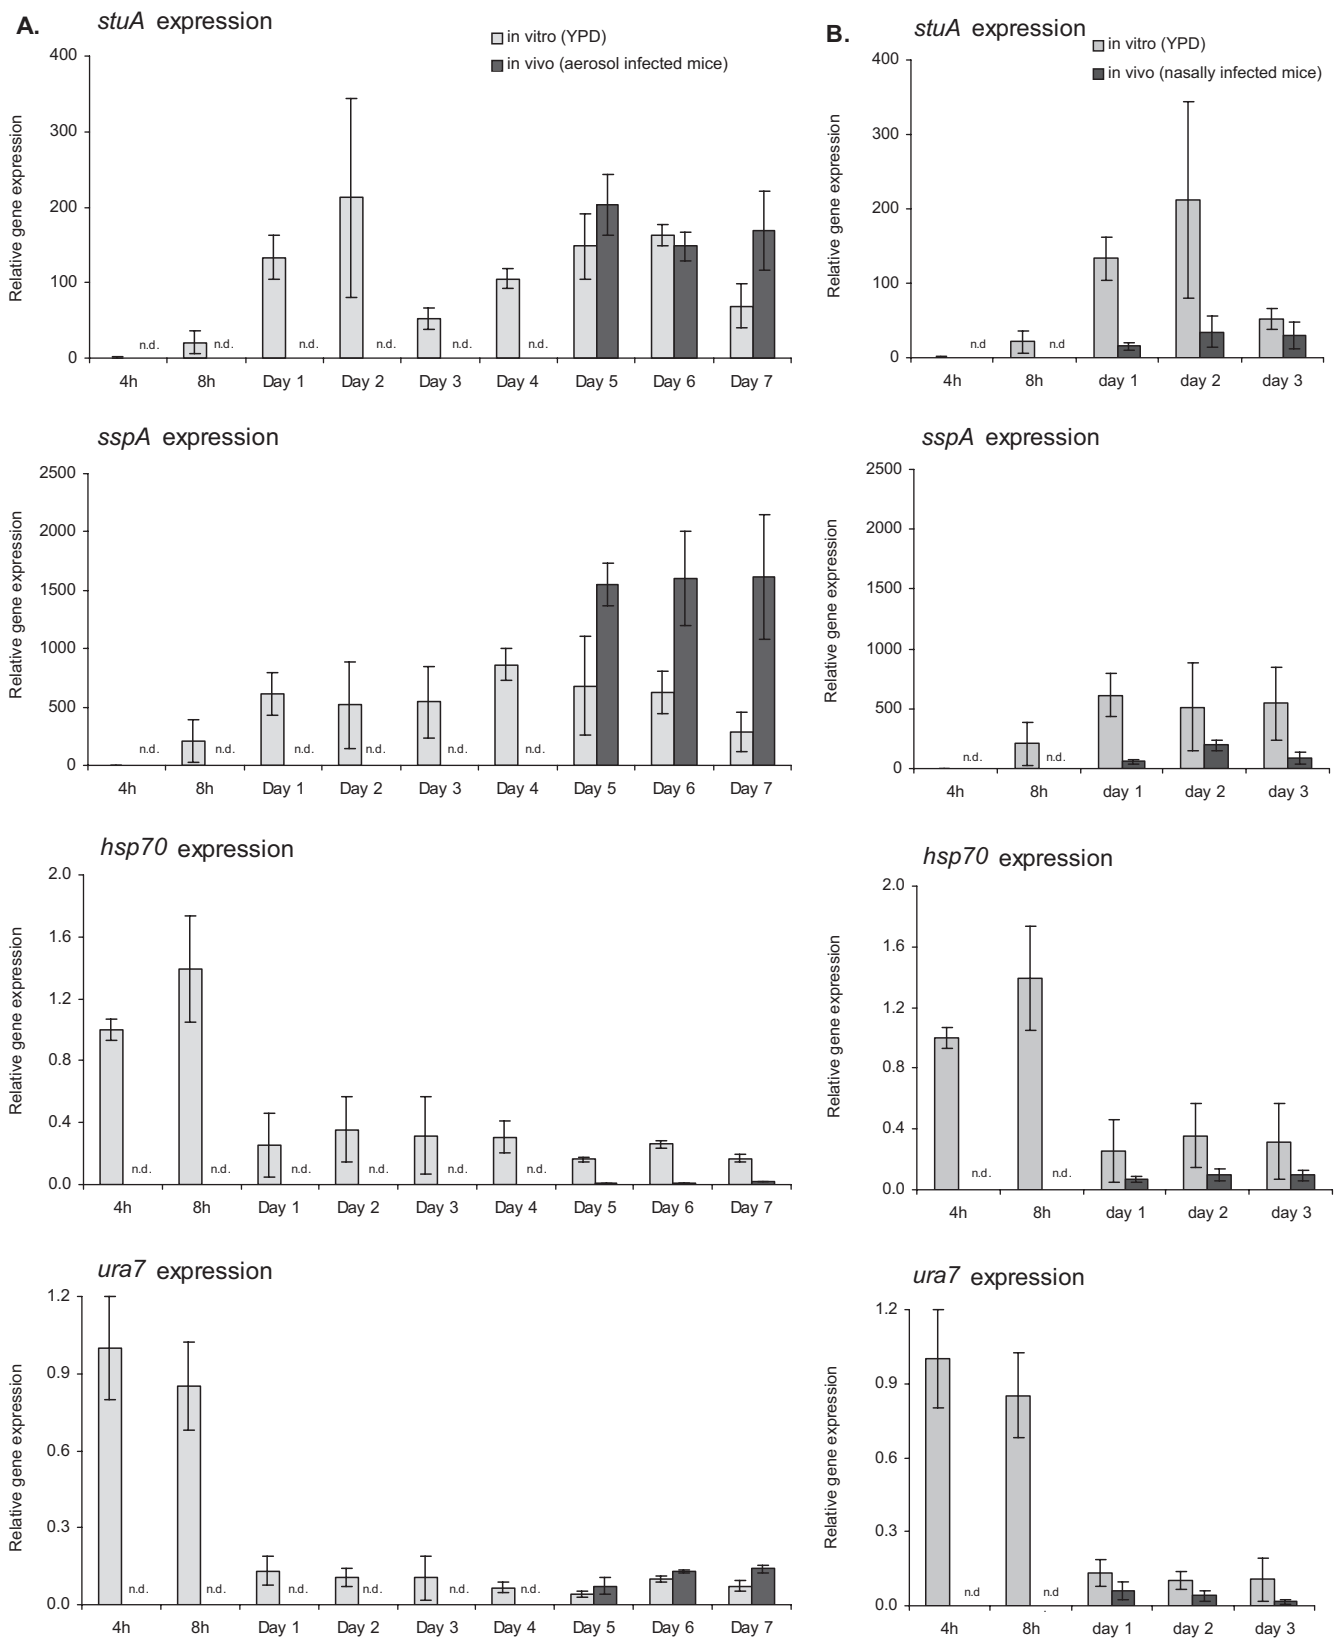 A.
stuA expression
in vitro (YPD)
in vivo (aerosol infected mice)
Relative gene expression
400
300
200
100
0
n.d. n.d. n.d. n.d. n.d. n.d.
4h 8h Day 1 Day 2 Day 3 Day 4 Day 5 Day 6 Day 7
sspA expression
Relative gene expression
2500
2000
1500
1000
500
0
n.d. n.d. n.d. n.d. n.d. n.d.
4h 8h Day 1 Day 2 Day 3 Day 4 Day 5 Day 6 Day 7
hsp70 expression
Relative gene expression
2.0
1.6
1.2
0.8
0.4
0.0
n.d. n.d. n.d. n.d. n.d. n.d.
4h 8h Day 1 Day 2 Day 3 Day 4 Day 5 Day 6 Day 7
ura7 expression
Relative gene expression
1.2
0.9
0.6
0.3
0.0
n.d. n.d. n.d. n.d. n.d. n.d.
4h 8h Day 1 Day 2 Day 3 Day 4 Day 5 Day 6 Day 7
B.
stuA expression
in vitro (YPD)
in vivo (nasally infected mice)
Relative gene expression
400
300
200
100
0
n.d n.d
4h 8h day 1 day 2 day 3
sspA expression
Relative gene expression
2500
2000
1500
1000
500
0
n.d. n.d.
4h 8h day 1 day 2 day 3
hsp70 expression
Relative gene expression
2.0
1.6
1.2
0.8
0.4
0.0
n.d. n.d.
4h 8h day 1 day 2 day 3
ura7 expression
Relative gene expression
1.2
0.9
0.6
0.3
0.0
n.d n.d
4h 8h day 1 day 2 day 3